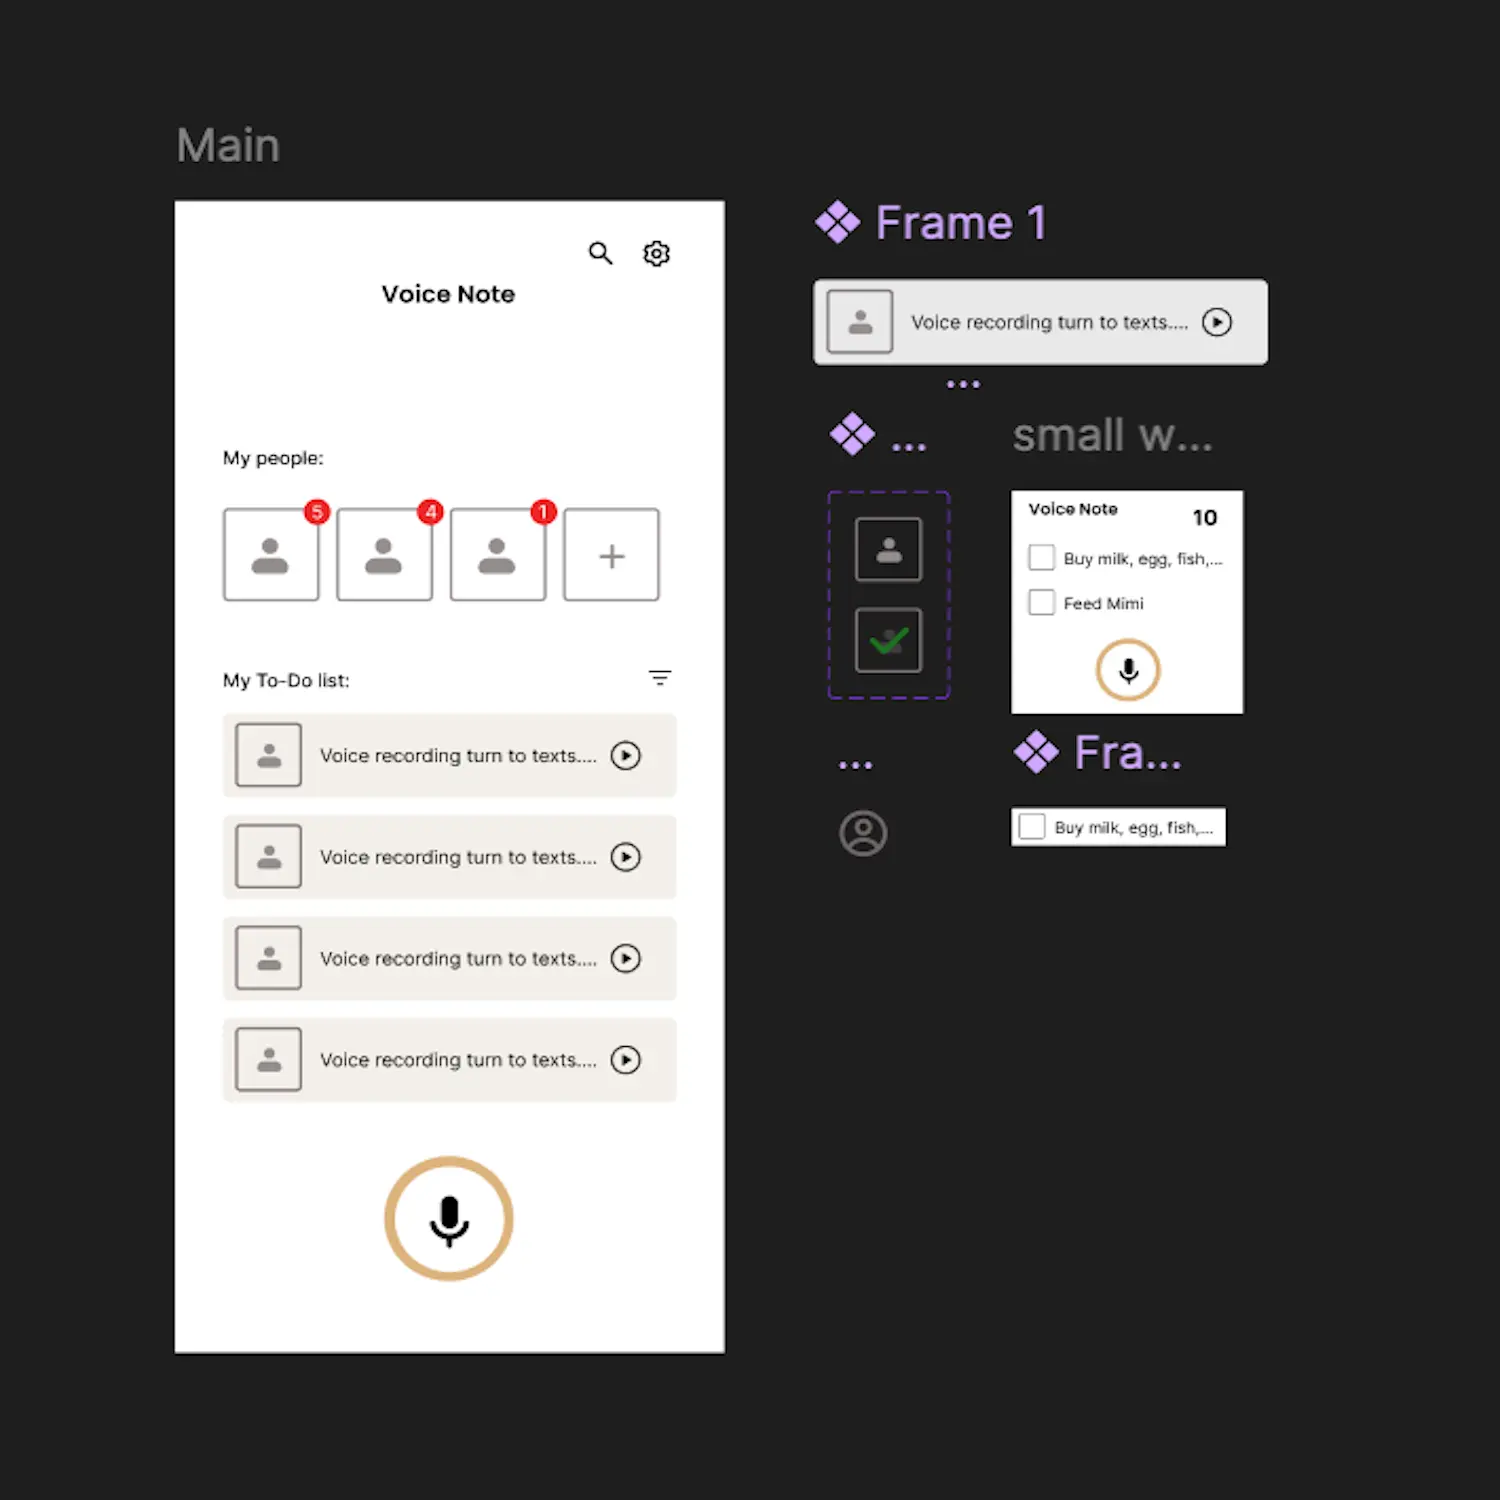 Main
Voice Note
My people:
5
4
1
My To-Do list:
Voice recording turn to texts....
Voice recording turn to texts....
Voice recording turn to texts....
Voice recording turn to texts....
Frame 1
Voice recording turn to texts....
...
...
small w...
Voice Note
10
Buy milk, egg, fish,...
Feed Mimi
...
Fra...
Buy milk, egg, fish,...